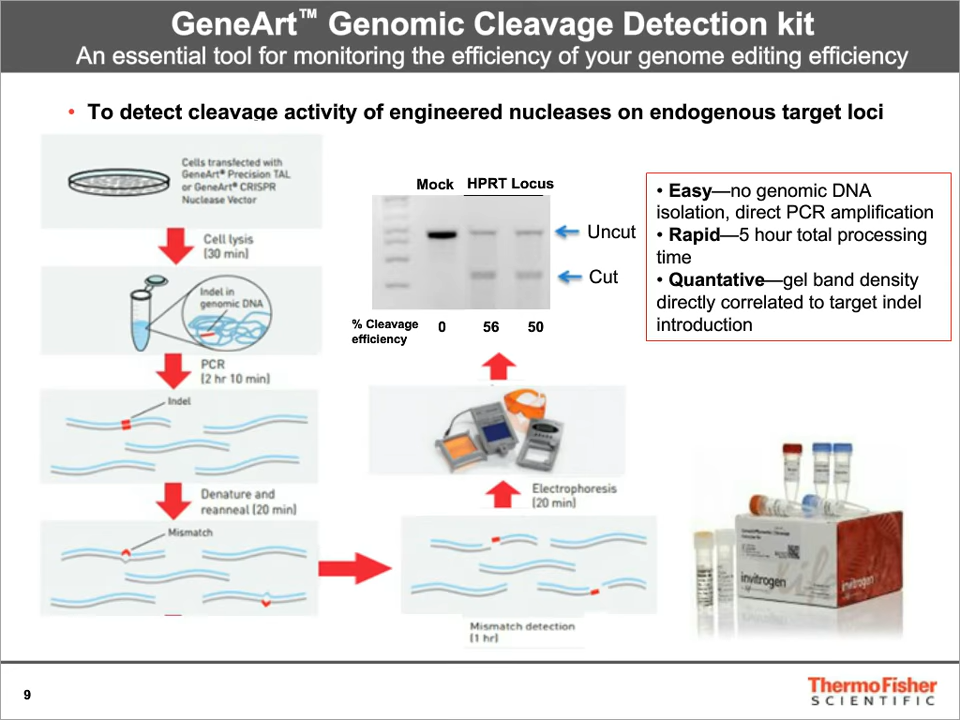 GeneArt™ Genomic Cleavage Detection kit
An essential tool for monitoring the efficiency of your genome editing efficiency
• To detect cleavage activity of engineered nucleases on endogenous target loci
Cells transfected with
GeneArt® Precision TAL
or GeneArt® CRISPR
Nuclease Vector
Cell lysis
(30 min)
Indel in
genomic DNA
PCR
(2 hr 10 min)
Indel
Denature and
reanneal (20 min)
Mismatch
Mismatch detection
(1 hr)
Electrophoresis
(20 min)
Mock HPRT Locus
Uncut
Cut
% Cleavage
efficiency
0 56 50
• Easy—no genomic DNA
isolation, direct PCR amplification
• Rapid—5 hour total processing
time
• Quantative—gel band density
directly correlated to target indel
introduction
invitrogen
invitrogen
9
ThermoFisher
SCIENTIFIC